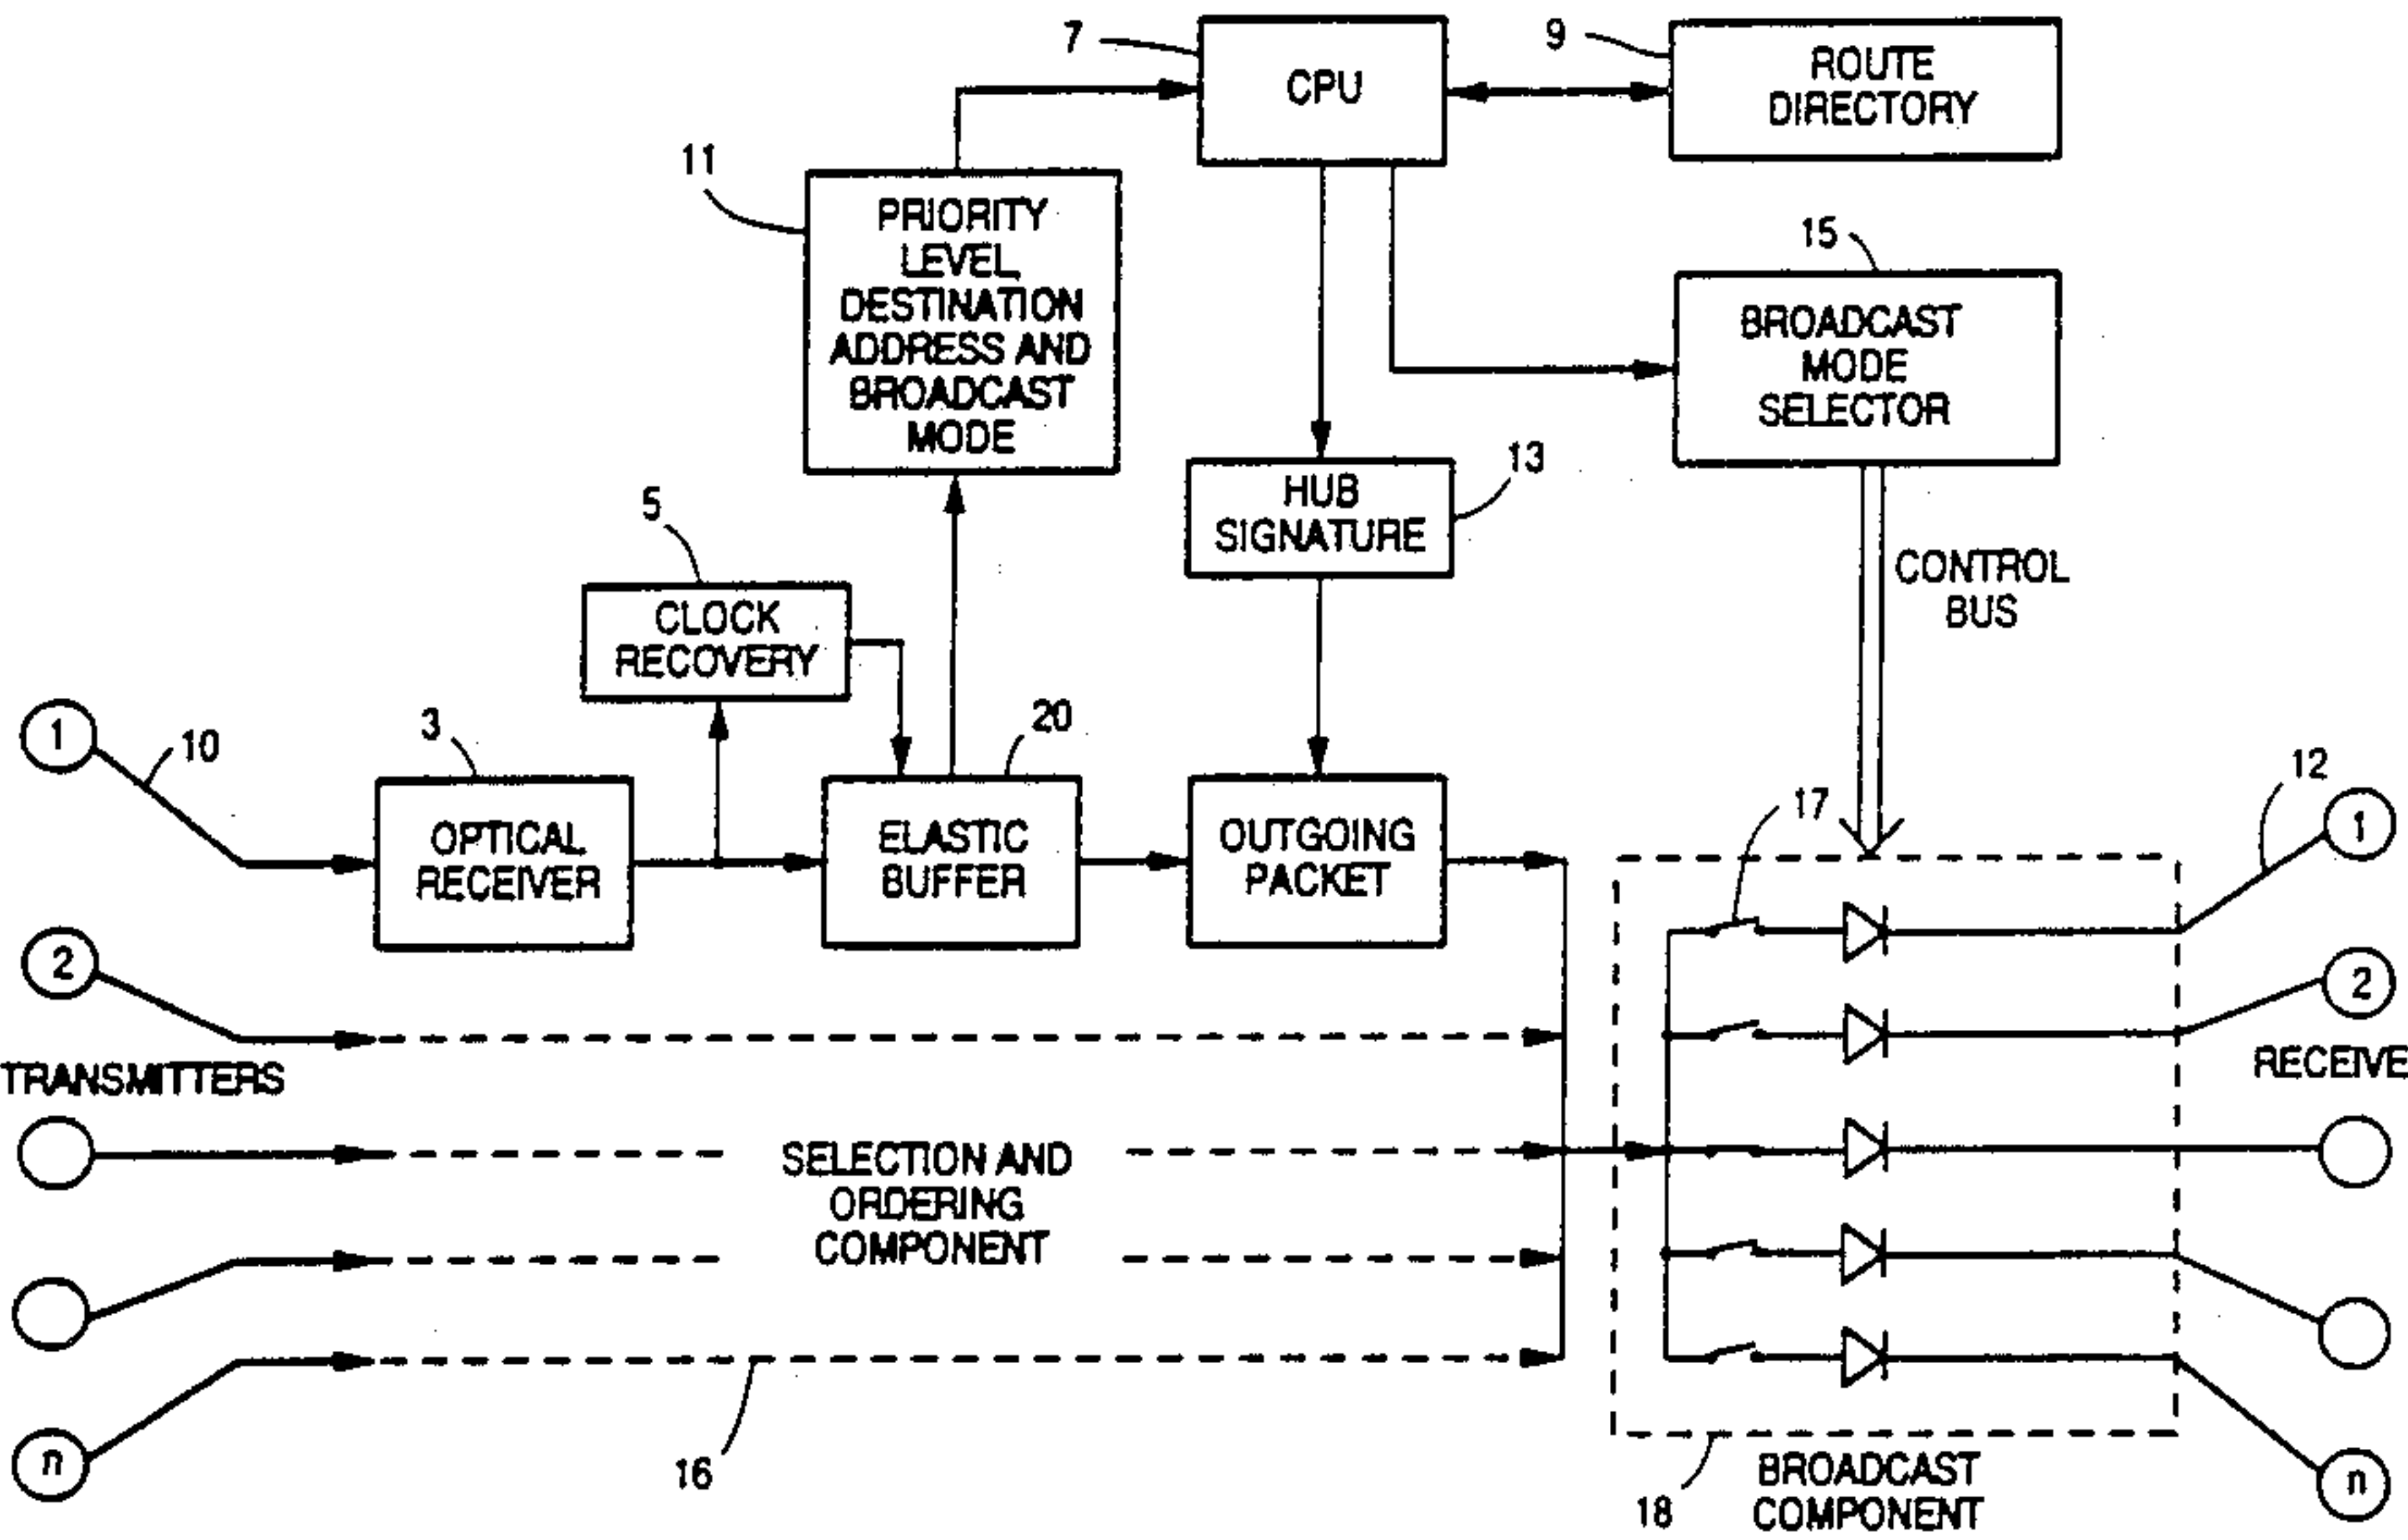 7
CPU
9
ROUTE
DIRECTORY
11
PRIORITY
LEVEL,
DESTINATION
ADDRESS AND
BROADCAST
MODE
15
BROADCAST
MODE
SELECTOR
13
HUB
SIGNATURE
5
CLOCK
RECOVERY
CONTROL
BUS
1
10
3
OPTICAL
RECEIVER
20
ELASTIC
BUFFER
OUTGOING
PACKET
17
12
1
2
2
TRANSMITTERS
RECEIVE
SELECTION AND
ORDERING
COMPONENT
n
16
18
BROADCAST
COMPONENT
n